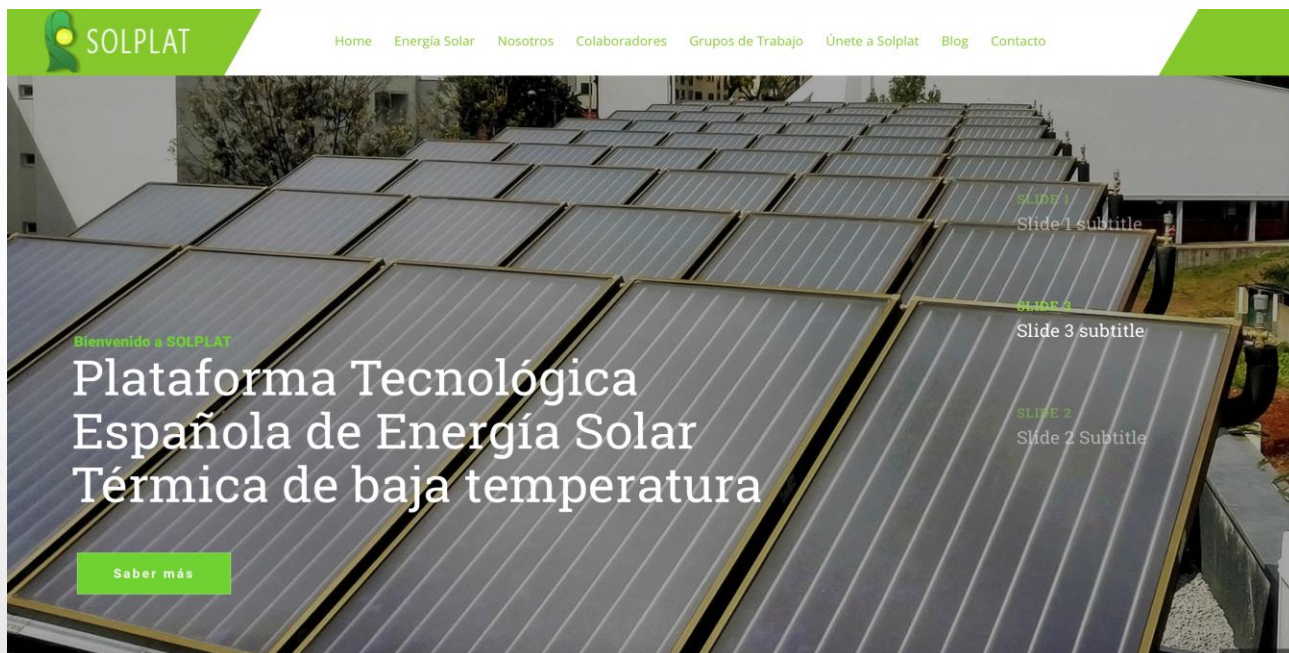 SOLPLAT
Home Energía Solar Nosotros Colaboradores Grupos de Trabajo Únete a Solplat Blog Contacto
SLIDE 1
Slide 1 subtitle
SLIDE 3
Slide 3 subtitle
SLIDE 2
Slide 2 Subtitle
Bienvenido a SOLPLAT
Plataforma Tecnológica
Española de Energía Solar
Térmica de baja temperatura
Saber más